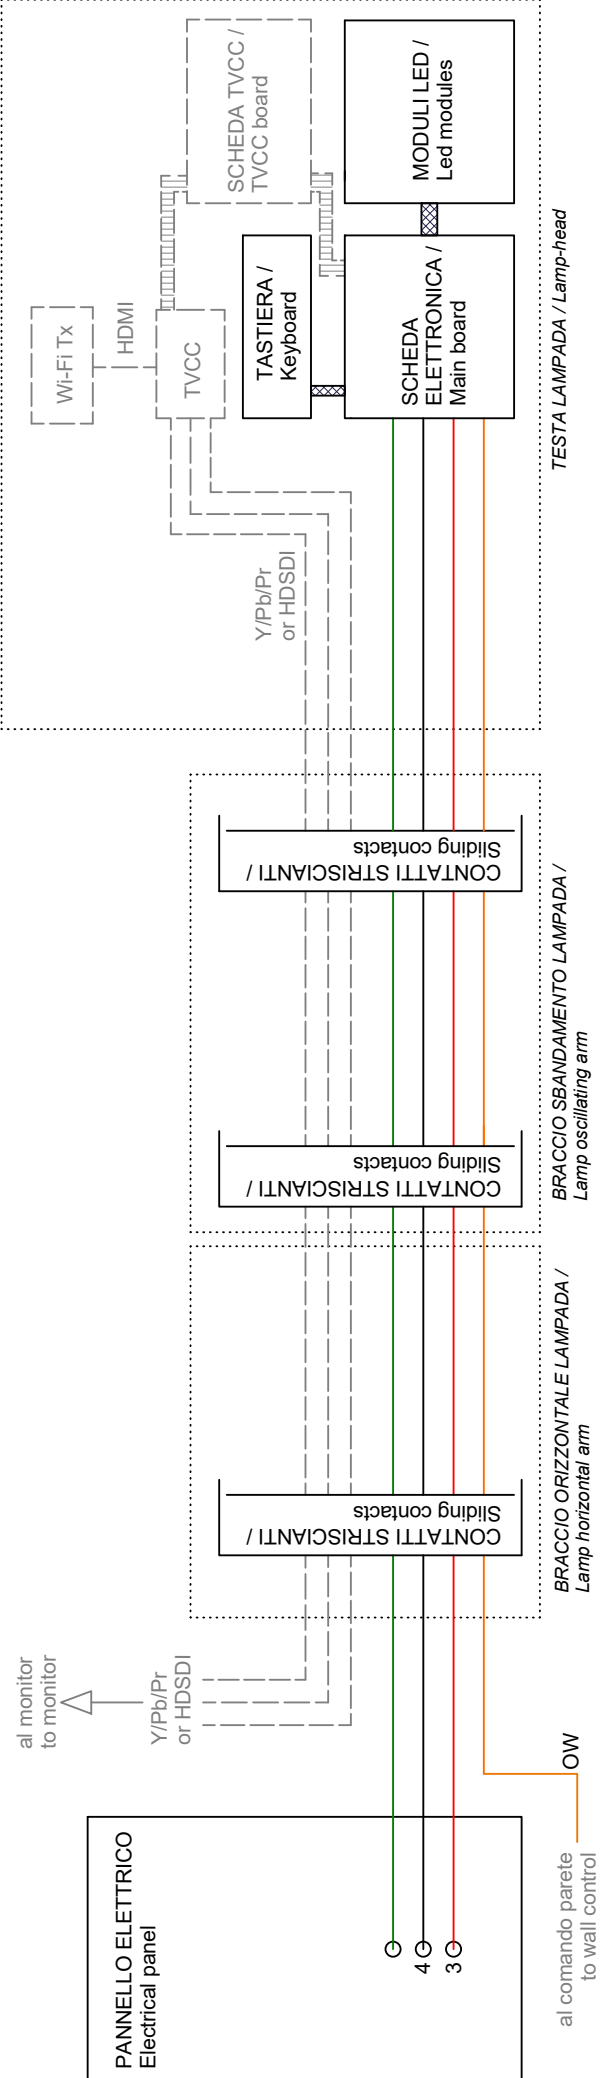 SCHEDA TVCC /
TVCC board
MODULI LED /
Led modules
TESTA LAMPADA / Lamp-head
Wi-Fi Tx
HDMI
TVCC
TASTIERA /
Keyboard
SCHEDA
ELETTRONICA /
Main board
Y/Pb/Pr
or HDSDI
CONTATTI STRISCIANTI /
Sliding contacts
BRACCIO SBANDAMENTO LAMPADA /
Lamp oscillating arm
CONTATTI STRISCIANTI /
Sliding contacts
BRACCIO ORIZZONTALE LAMPADA /
Lamp horizontal arm
CONTATTI STRISCIANTI /
Sliding contacts
al monitor
to monitor
Y/Pb/Pr
or HDSDI
OW
al comando parete
to wall control
PANNELLO ELETTRICO
Electrical panel
4
3